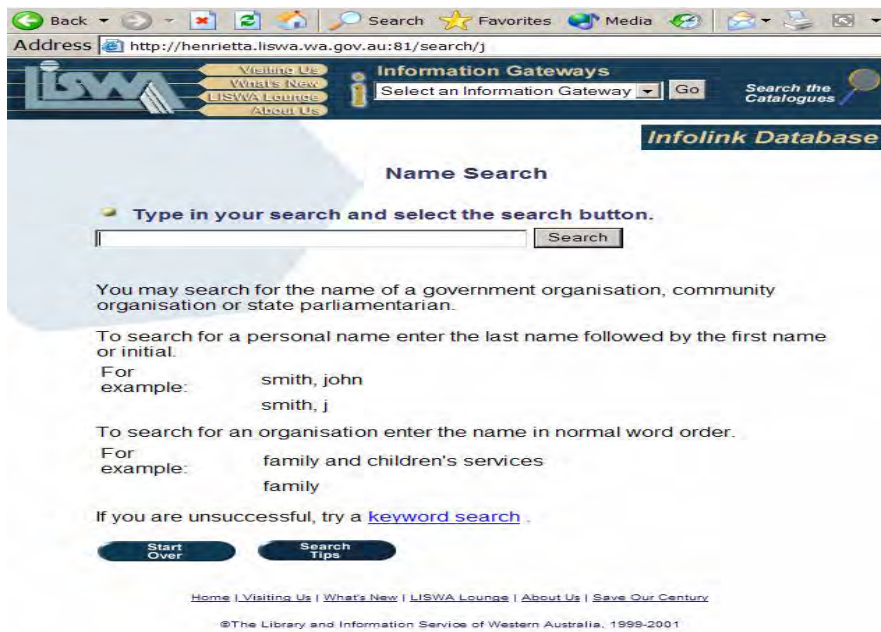 Back Search Favorites Media
Address http://henrietta.liswa.wa.gov.au:81/search/j
LISWA
Visiting Us
What's New
LISWA Lounge
About Us
Information Gateways
Select an Information Gateway Go
Search the
Catalogues
Infolink Database
Name Search
Type in your search and select the search button.
Search
You may search for the name of a government organisation, community
organisation or state parliamentarian.
To search for a personal name enter the last name followed by the first name
or initial.
For
example:
smith, john
smith, j
To search for an organisation enter the name in normal word order.
For
example:
family and children's services
family
If you are unsuccessful, try a keyword search .
Start
Over
Search
Tips
Home | Visiting Us | What's New | LISWA Lounge | About Us | Save Our Century
©The Library and Information Service of Western Australia, 1999-2001